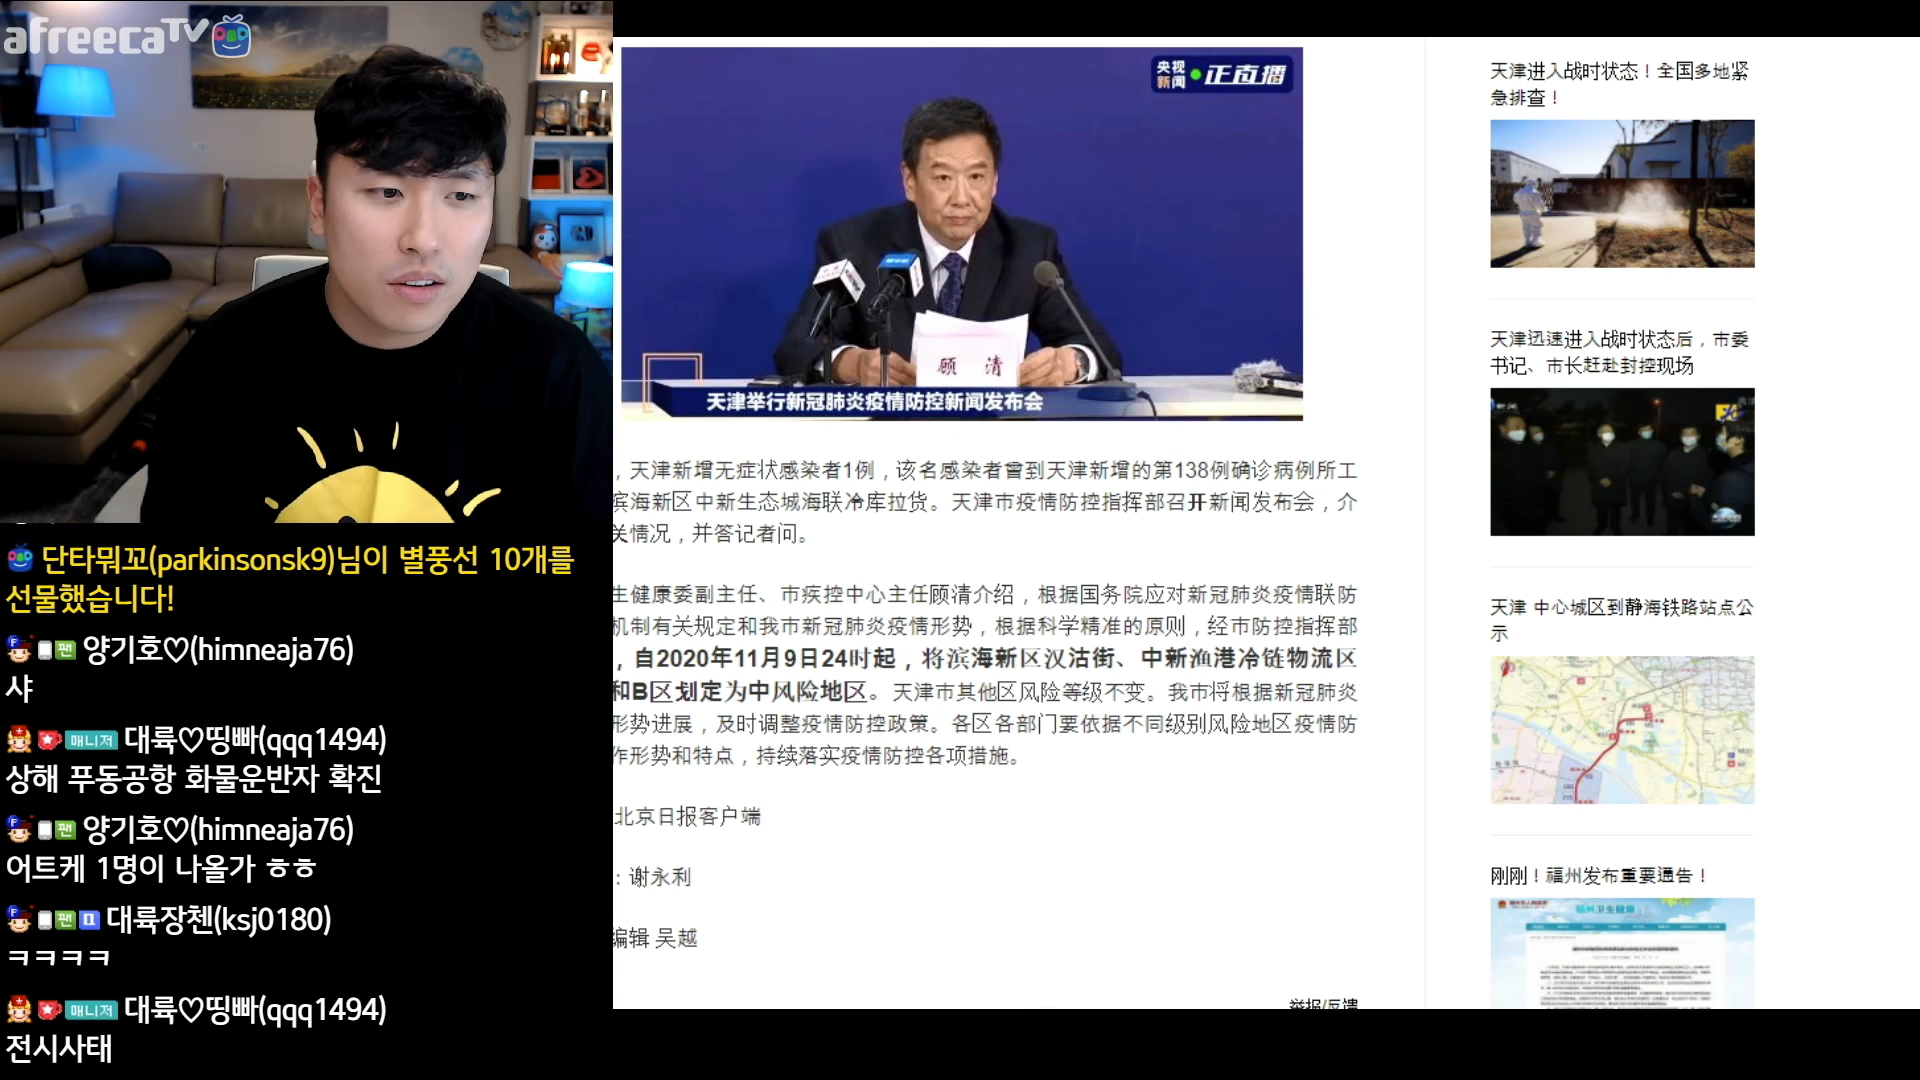 afreecaTV
단타뭐꼬(parkinsonsk9)님이 별풍선 10개를
선물했습니다!
팬 양기호♡(himneaja76)
샤
매니저 대륙♡띵빠(qqq1494)
상해 푸동공항 화물운반자 확진
팬 양기호♡(himneaja76)
어트케 1명이 나올가 ㅎㅎ
팬 대륙장첸(ksj0180)
ㅋㅋㅋㅋ
매니저 대륙♡띵빠(qqq1494)
전시사태
央视新闻 正直播
顾 清
天津举行新冠肺炎疫情防控新闻发布会
，天津新增无症状感染者1例，该名感染者曾到天津新增的第138例确诊病例所工
滨海新区中新生态城海联冷库拉货。天津市疫情防控指挥部召开新闻发布会，介
关情况，并答记者问。
生健康委副主任、市疾控中心主任顾清介绍，根据国务院应对新冠肺炎疫情联防
机制有关规定和我市新冠肺炎疫情形势，根据科学精准的原则，经市防控指挥部
，自2020年11月9日24时起，将滨海新区汉沽街、中新渔港冷链物流区
和B区划定为中风险地区。天津市其他区风险等级不变。我市将根据新冠肺炎
形势进展，及时调整疫情防控政策。各区各部门要依据不同级别风险地区疫情防
作形势和特点，持续落实疫情防控各项措施。
北京日报客户端
：谢永利
编辑 吴越
举报/反馈
天津进入战时状态！全国多地紧
急排查！
天津迅速进入战时状态后，市委
书记、市长赶赴封控现场
天津 中心城区到静海铁路站点公
示
刚刚！福州发布重要通告！